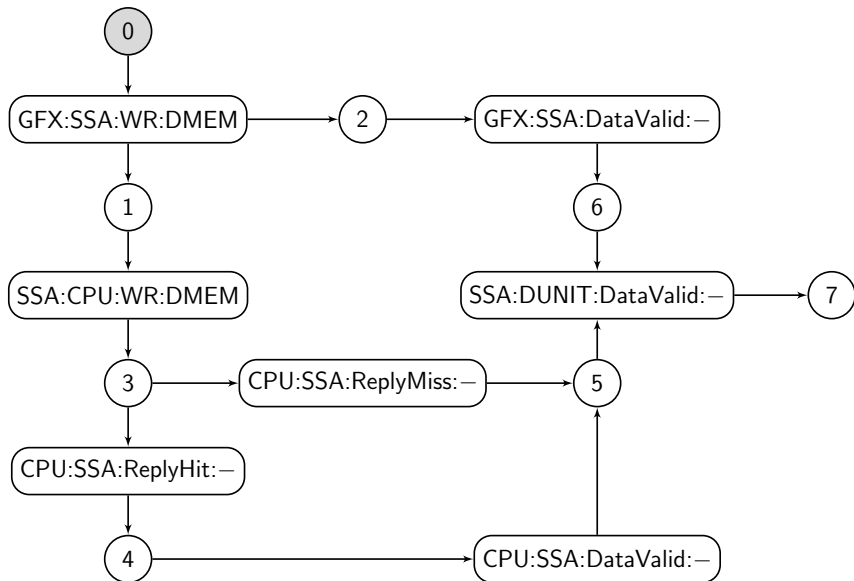 0
GFX:SSA:WR:DMEM
2
GFX:SSA:DataValid:−
1
6
SSA:CPU:WR:DMEM
SSA:DUNIT:DataValid:−
7
3
CPU:SSA:ReplyMiss:−
5
CPU:SSA:ReplyHit:−
4
CPU:SSA:DataValid:−